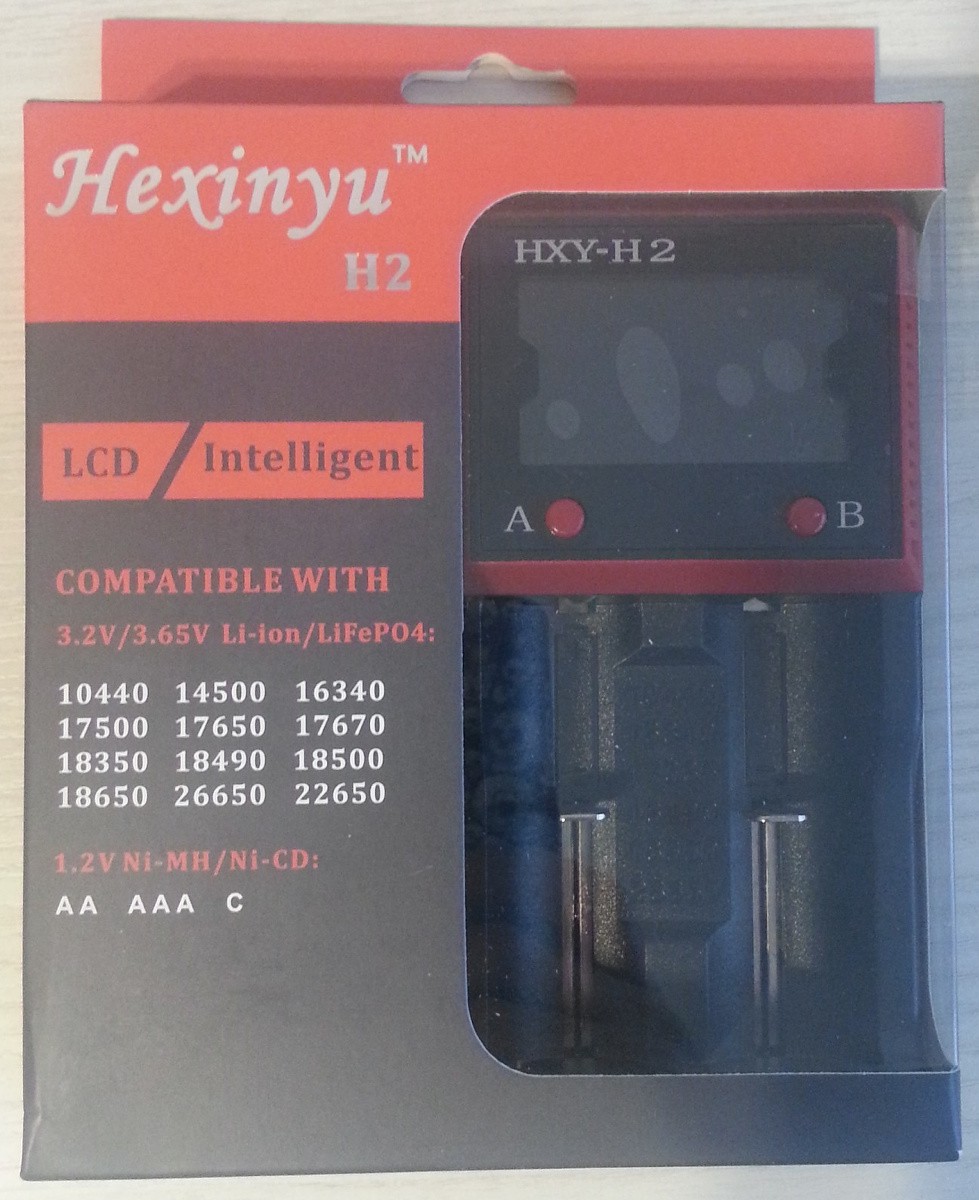 Hexinyu™
H2
HXY-H2
LCD / Intelligent
A B
COMPATIBLE WITH
3.2V/3.65V Li-ion/LiFePO4:
10440 14500 16340
17500 17650 17670
18350 18490 18500
18650 26650 22650
1.2V Ni-MH/Ni-CD:
AA AAA C